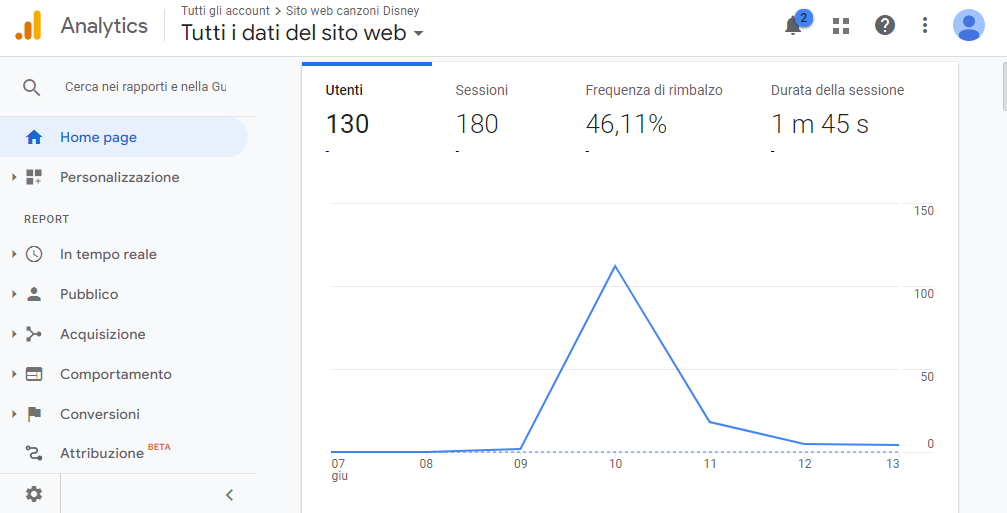 Analytics
Tutti gli account > Sito web canzoni Disney
Tutti i dati del sito web
2
Cerca nei rapporti e nella Gu
Home page
Personalizzazione
REPORT
In tempo reale
Pubblico
Acquisizione
Comportamento
Conversioni
Attribuzione BETA
Utenti
130
-
Sessioni
180
-
Frequenza di rimbalzo
46,11%
-
Durata della sessione
1 m 45 s
-
150
100
50
0
07 08 09 10 11 12 13
giu